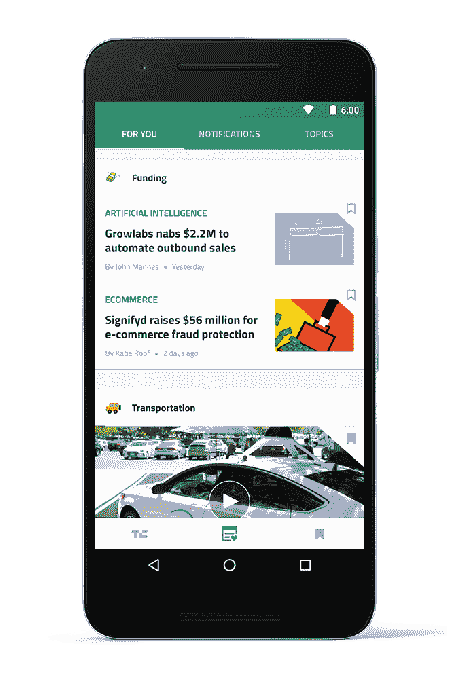 6:00
FOR YOU NOTIFICATIONS TOPICS
Funding
ARTIFICIAL INTELLIGENCE
Growlabs nabs $2.2M to
automate outbound sales
By John Mannes • Yesterday
ECOMMERCE
Signifyd raises $56 million for
e-commerce fraud protection
By Katie Roof • 2 days ago
Transportation
TC